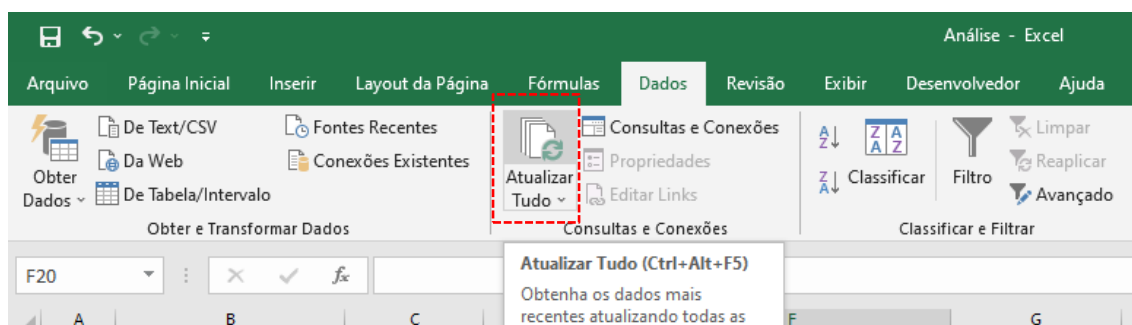 Análise - Excel
Arquivo Página Inicial Inserir Layout da Página Fórmulas Dados Revisão Exibir Desenvolvedor Ajuda
Obter Dados
De Text/CSV
Da Web
De Tabela/Intervalo
Fontes Recentes
Conexões Existentes
Obter e Transformar Dados
Atualizar
Tudo
Consultas e Conexões
Propriedades
Editar Links
Consultas e Conexões
Classificar
Filtro
Limpar
Reaplicar
Avançado
Classificar e Filtrar
F20 fx
Atualizar Tudo (Ctrl+Alt+F5)
Obtenha os dados mais
recentes atualizando todas as
A B C F G